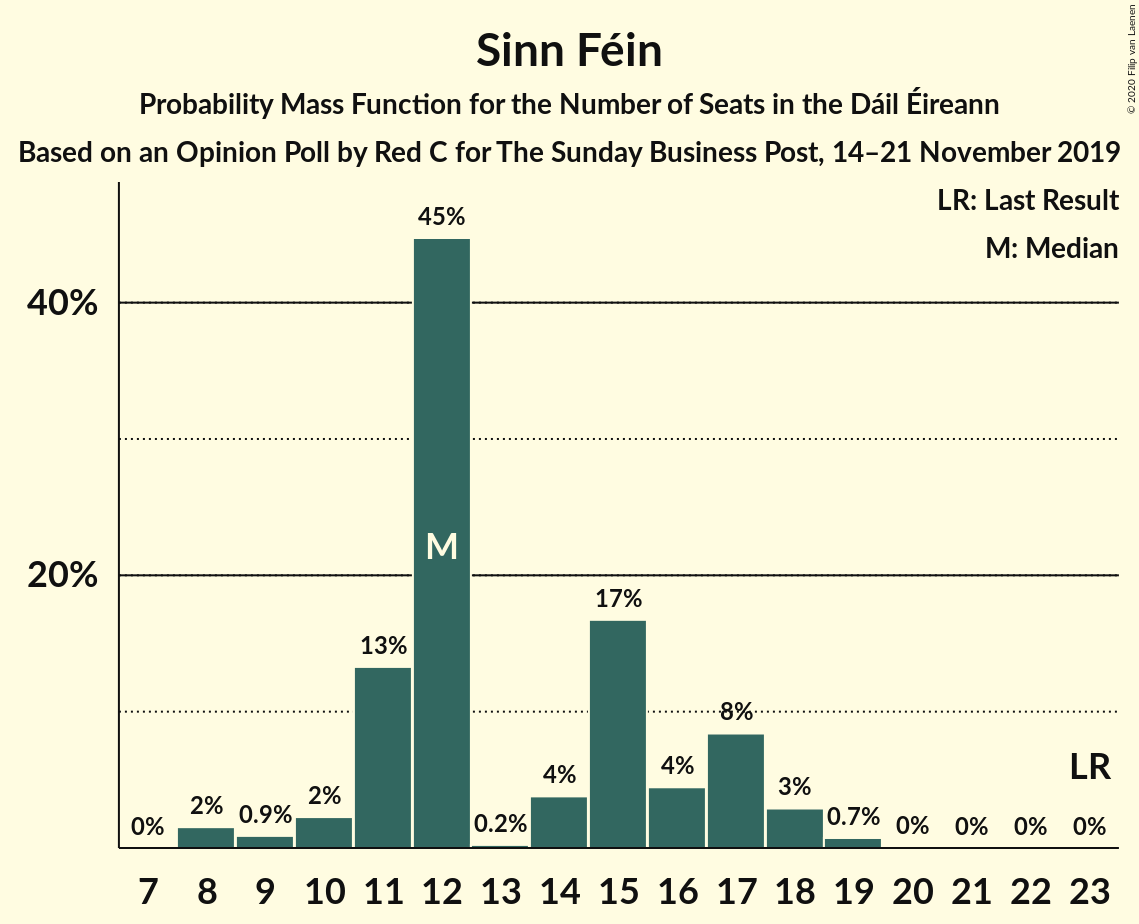 Sinn Féin
Probability Mass Function for the Number of Seats in the Dáil Éireann
Based on an Opinion Poll by Red C for The Sunday Business Post, 14–21 November 2019
© 2020 Filip van Laenen
LR: Last Result
M: Median
40%
20%
0%
2%
0.9%
2%
13%
45%
M
0.2%
4%
17%
4%
8%
3%
0.7%
0%
0%
0%
0%
LR
7 8 9 10 11 12 13 14 15 16 17 18 19 20 21 22 23